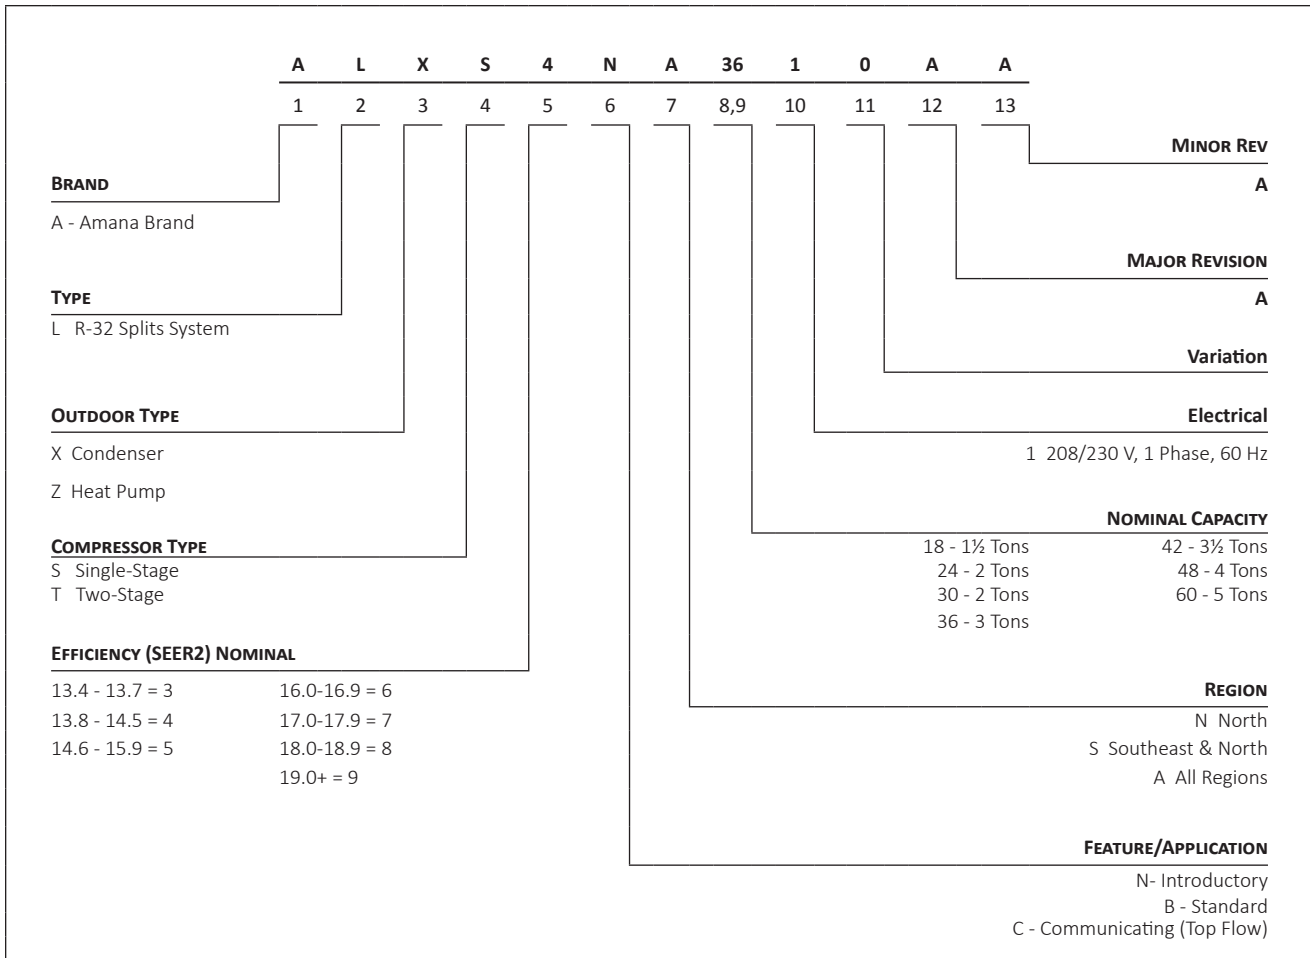 A L X S 4 N A 36 1 0 A A
1 2 3 4 5 6 7 8,9 10 11 12 13
BRAND
A - Amana Brand
TYPE
L R-32 Splits System
OUTDOOR TYPE
X Condenser
Z Heat Pump
COMPRESSOR TYPE
S Single-Stage
T Two-Stage
EFFICIENCY (SEER2) NOMINAL
13.4 - 13.7 = 3 16.0-16.9 = 6
13.8 - 14.5 = 4 17.0-17.9 = 7
14.6 - 15.9 = 5 18.0-18.9 = 8
19.0+ = 9
MINOR REV
A
MAJOR REVISION
A
Variation
Electrical
1 208/230 V, 1 Phase, 60 Hz
NOMINAL CAPACITY
18 - 1½ Tons 42 - 3½ Tons
24 - 2 Tons 48 - 4 Tons
30 - 2 Tons 60 - 5 Tons
36 - 3 Tons
REGION
N North
S Southeast & North
A All Regions
FEATURE/APPLICATION
N- Introductory
B - Standard
C - Communicating (Top Flow)